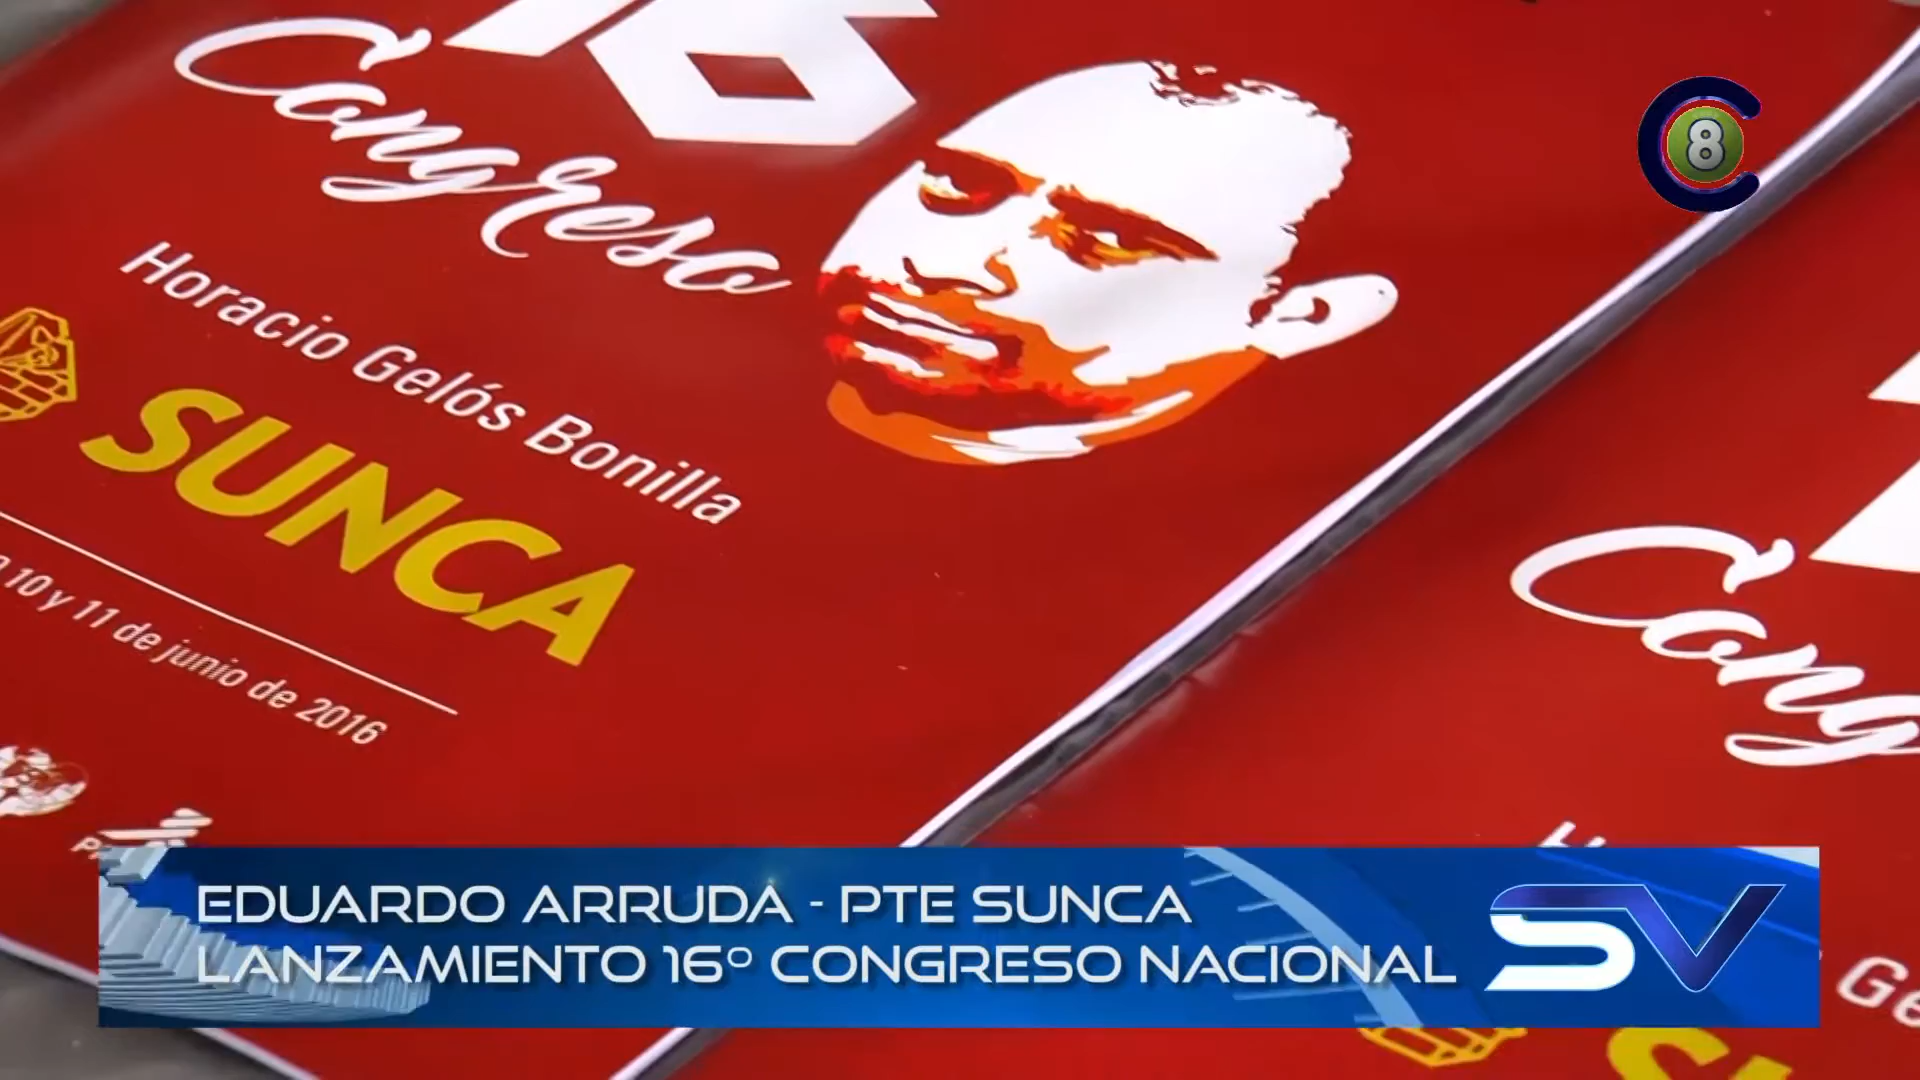 16
Congreso
Horacio Gelós Bonilla
SUNCA
10 y 11 de junio de 2016
8
Cong
EDUARDO ARRUDA - PTE SUNCA
LANZAMIENTO 16º CONGRESO NACIONAL
SV
Ge